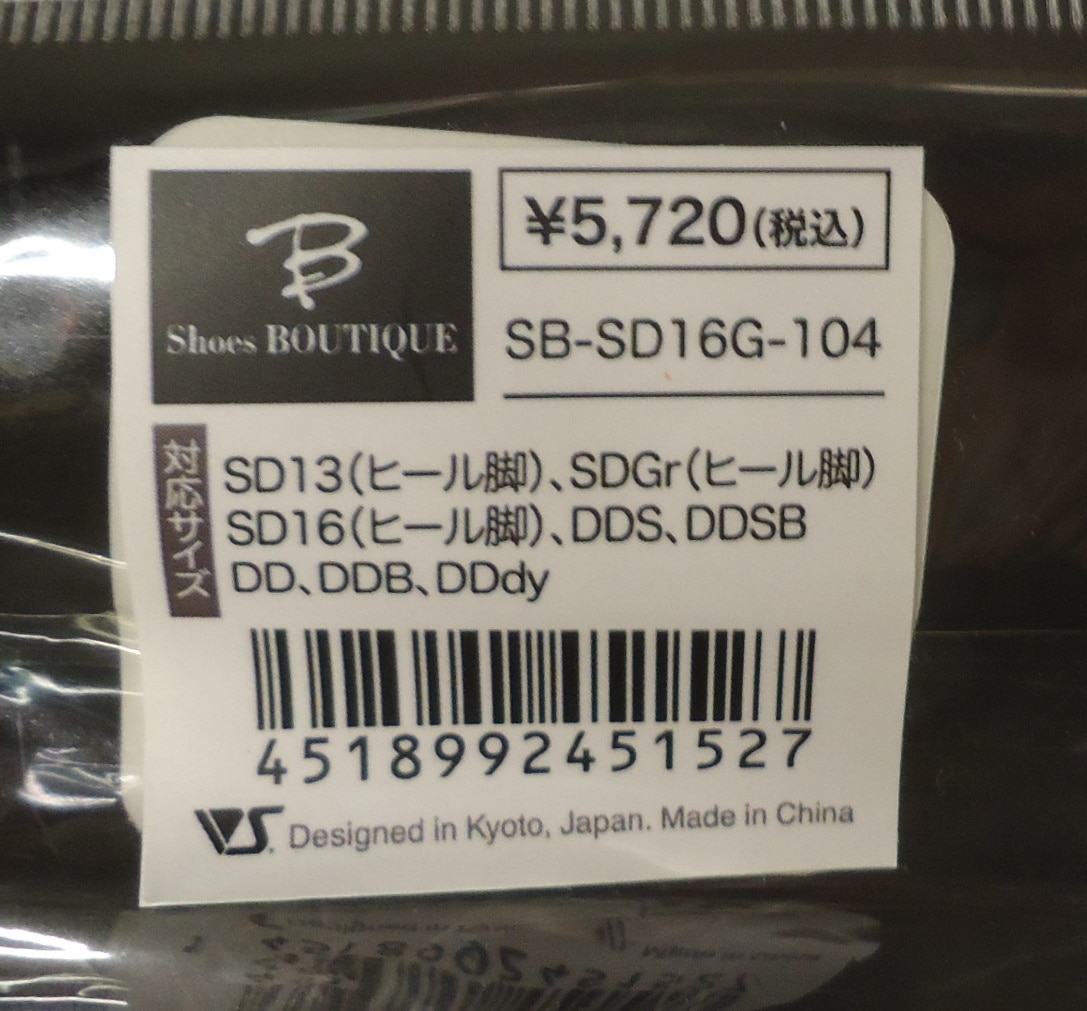 B
Shoes BOUTIQUE
¥5,720(税込)
SB-SD16G-104
対応サイズ
SD13(ヒール脚)、SDGr(ヒール脚)
SD16(ヒール脚)、DDS、DDSB
DD、DDB、DDdy
4518992451527
VS. Designed in Kyoto, Japan. Made in China